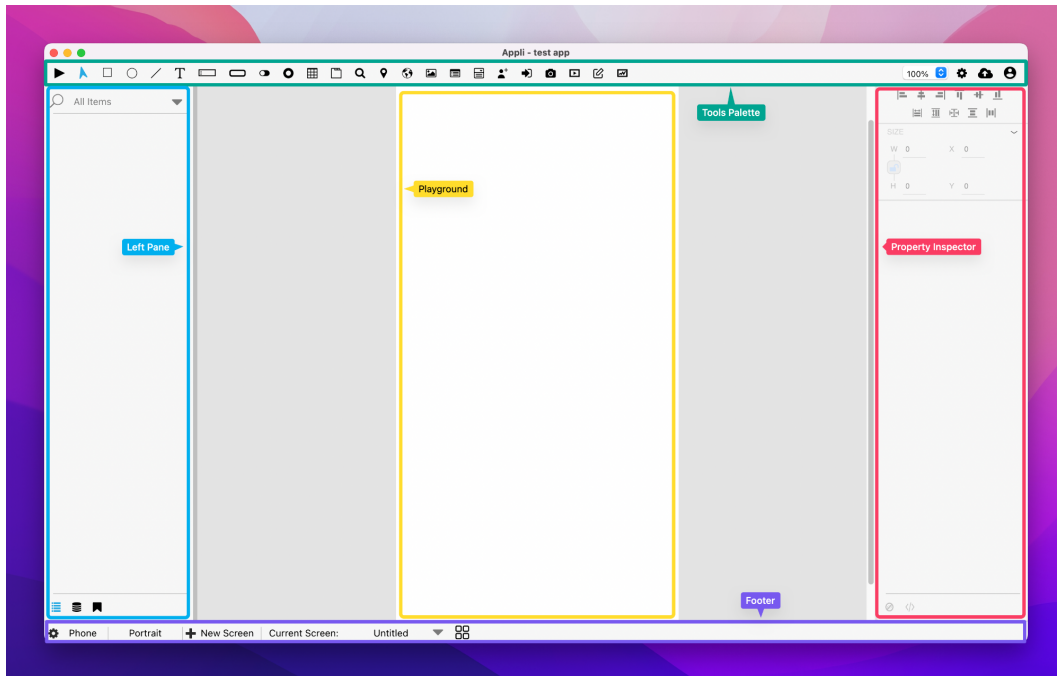 Appli - test app
T
100%
All Items
Tools Palette
SIZE
W 0 X 0
Playground
H 0 Y 0
Left Pane
Property Inspector
Footer
Phone Portrait New Screen Current Screen: Untitled